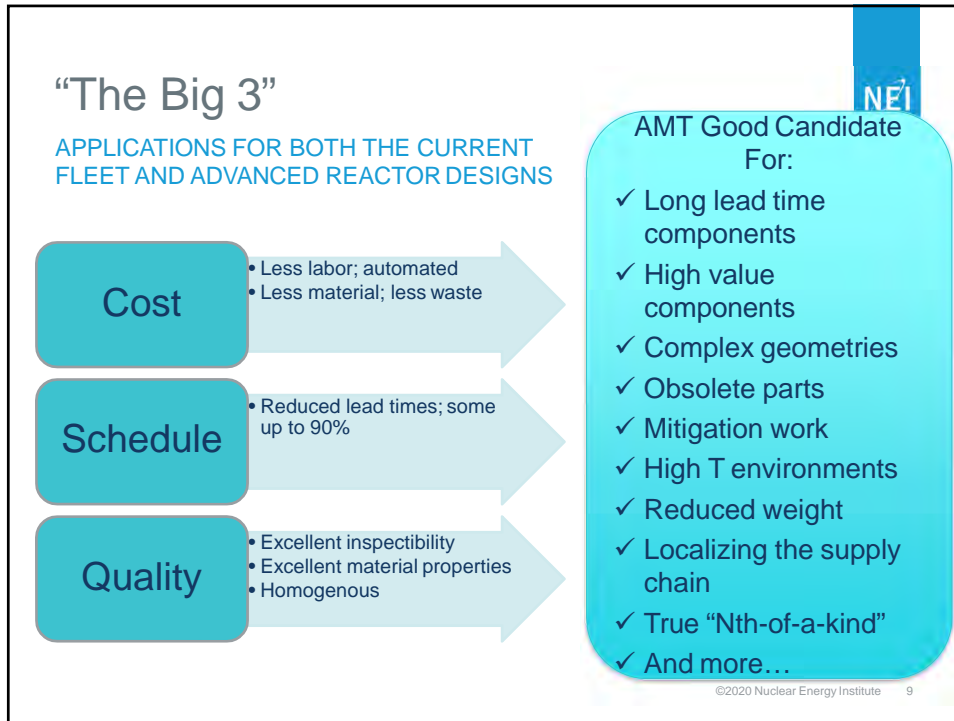 “The Big 3”
APPLICATIONS FOR BOTH THE CURRENT
FLEET AND ADVANCED REACTOR DESIGNS
NEI
Cost
• Less labor; automated
• Less material; less waste
Schedule
• Reduced lead times; some
up to 90%
Quality
• Excellent inspectibility
• Excellent material properties
• Homogenous
AMT Good Candidate
For:
✓ Long lead time
components
✓ High value
components
✓ Complex geometries
✓ Obsolete parts
✓ Mitigation work
✓ High T environments
✓ Reduced weight
✓ Localizing the supply
chain
✓ True “Nth-of-a-kind”
✓ And more…
©2020 Nuclear Energy Institute 9